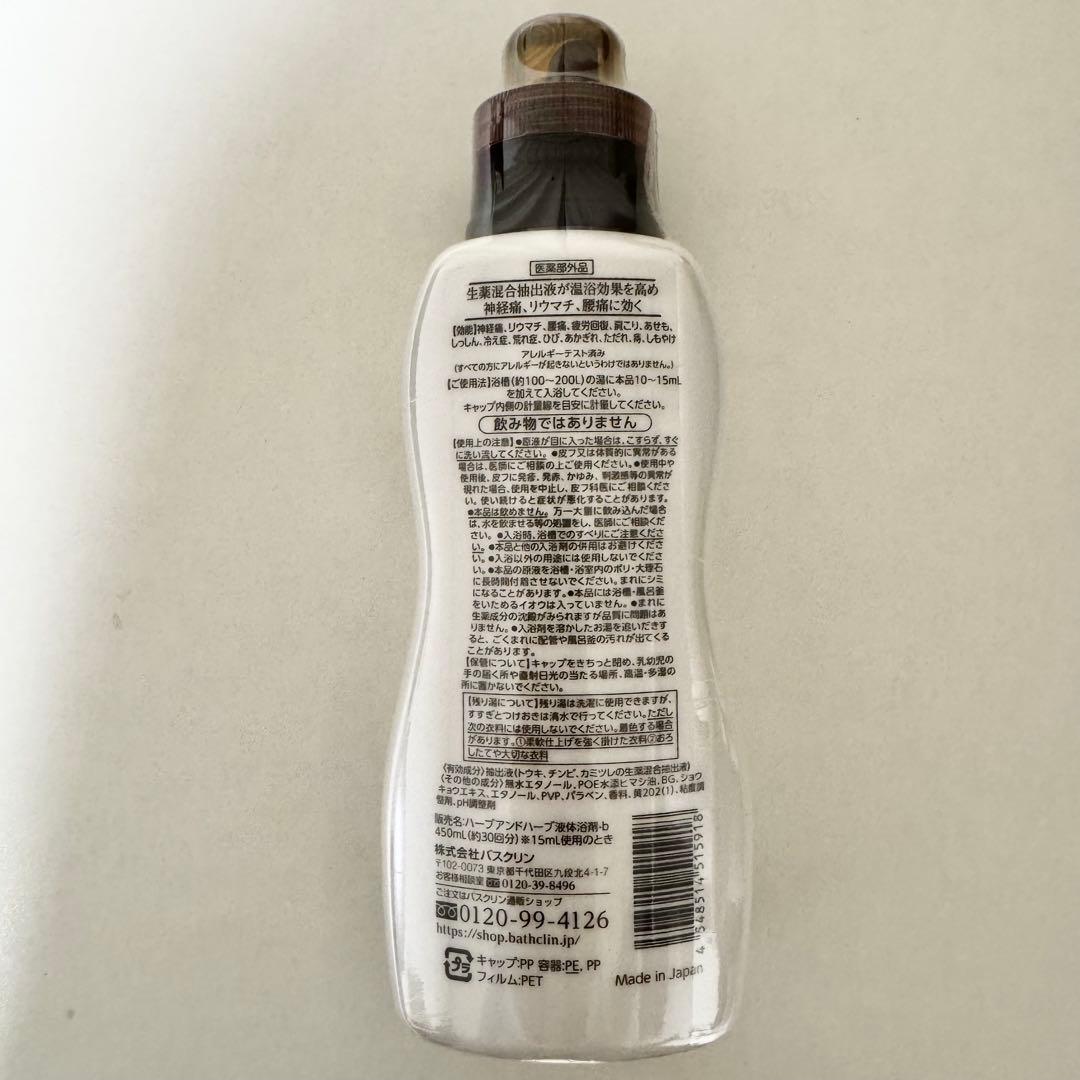 医薬部外品
生薬混合抽出液が温浴効果を高め
神経痛、リウマチ、腰痛に効く
【効能】神経痛、リウマチ、腰痛、疲労回復、肩こり、あせも、
しっしん、冷え症、荒れ症、ひび、あかぎれ、ただれ、痔、しもやけ
アレルギーテスト済み
(すべての方にアレルギーが起きないというわけではありません。)
【ご使用法】浴槽(約100〜200L)の湯に本品10〜15mL
を加えて入浴してください。
キャップ内側の計量線を目安に計量してください。
飲み物ではありません
【使用上の注意】●原液が目に入った場合は、こすらず、すぐ
に洗い流してください。●皮フ又は体質的に異常がある
場合は、医師にご相談の上ご使用ください。●使用中や
使用後、皮フに発疹、発赤、かゆみ、刺激感等の異常が
現れた場合、使用を中止し、皮フ科医にご相談くださ
い。使い続けると症状が悪化することがあります。
●本品は飲めません。万一大量に飲み込んだ場合
は、水を飲ませる等の処置をし、医師にご相談くだ
さい。●入浴時、浴槽でのすべりにご注意くださ
い。●本品と他の入浴剤の併用はお避けくださ
い。●入浴以外の用途には使用しないでくださ
い。●本品の原液を浴槽・浴室内のポリ・大理石
に長時間付着させないでください。まれにシミ
になることがあります。●本品には浴槽・風呂釜
をいためるイオウは入っていません。●まれに
生薬成分の沈殿がみられますが品質に問題はあ
りません。●入浴剤を溶かしたお湯を追いだきす
ると、ごくまれに配管や風呂釜の汚れが出てくる
ことがあります。
【保管について】キャップをきちっと閉め、乳幼児の
手の届く所や直射日光の当たる場所、高温・多湿の
所に置かないでください。
【残り湯について】残り湯は洗濯に使用できますが、
すすぎとつけおきは清水で行ってください。ただし
次の衣料には使用しないでください。着色する場合
があります。①柔軟仕上げを強く掛けた衣料②おろ
したてや大切な衣料
〈有効成分〉抽出液(トウキ、チンピ、カミツレの生薬混合抽出液)
〈その他の成分〉無水エタノール、POE水添ヒマシ油、BG、ショウ
キョウエキス、エタノール、PVP、パラベン、香料、黄202(1)、粘度調
整剤、pH調整剤
販売名:ハーブアンドハーブ液体浴剤-b
450mL(約30回分)※15mL使用のとき
株式会社バスクリン
〒102-0073 東京都千代田区九段北4-1-7
お客様相談室 0120-39-8496
ご注文はバスクリン通販ショップ
0120-99-4126
https://shop.bathclin.jp/
プラ キャップ:PP 容器:PE, PP
フィルム:PET
4 548514 515918
Made in Japan